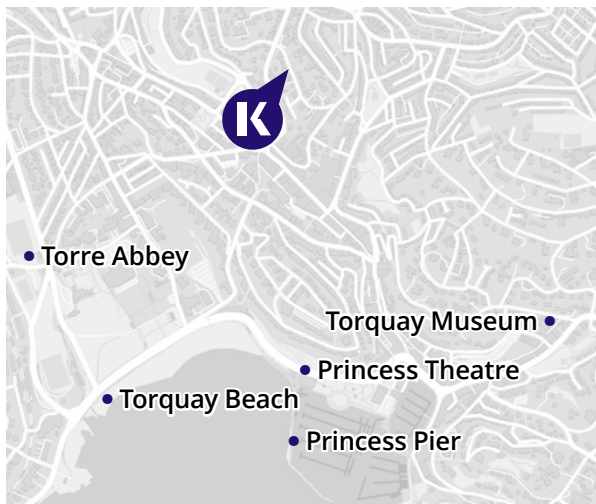 K
Torre Abbey
Torquay Museum
Princess Theatre
Torquay Beach
Princess Pier